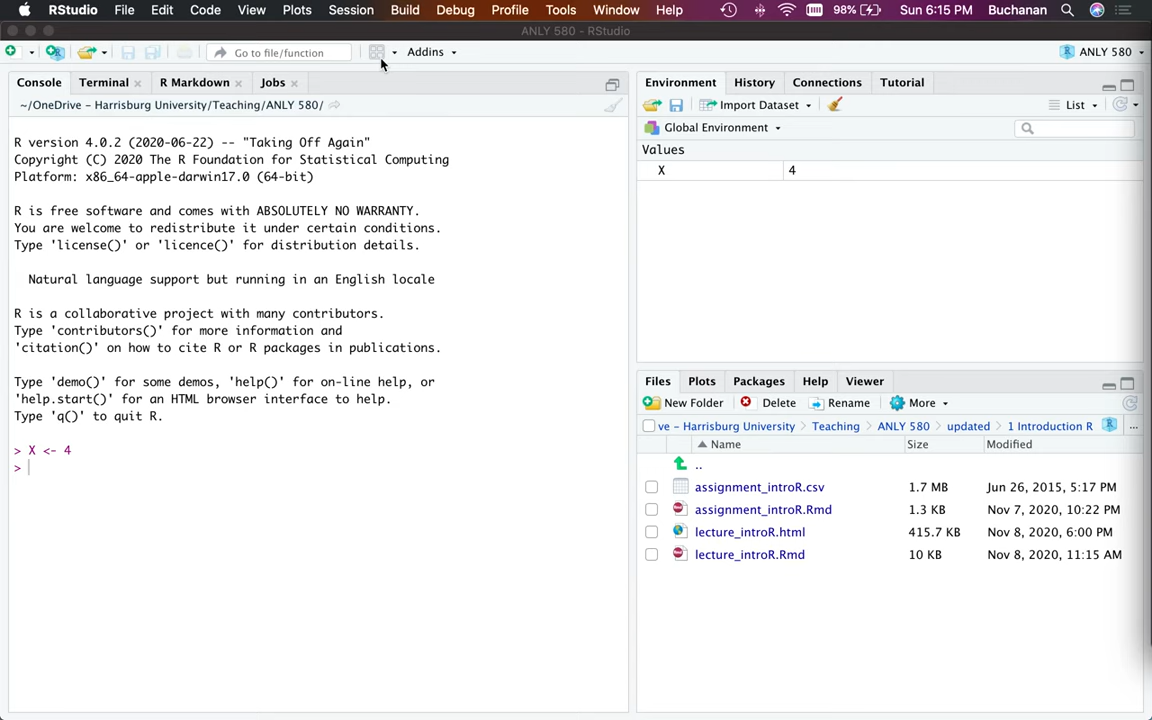 RStudio File Edit Code View Plots Session Build Debug Profile Tools Window Help 98% Sun 6:15 PM Buchanan
ANLY 580 - RStudio
Go to file/function Addins ANLY 580
Console Terminal R Markdown Jobs
~/OneDrive - Harrisburg University/Teaching/ANLY 580/
R version 4.0.2 (2020-06-22) -- "Taking Off Again"
Copyright (C) 2020 The R Foundation for Statistical Computing
Platform: x86_64-apple-darwin17.0 (64-bit)
R is free software and comes with ABSOLUTELY NO WARRANTY.
You are welcome to redistribute it under certain conditions.
Type 'license()' or 'licence()' for distribution details.
Natural language support but running in an English locale
R is a collaborative project with many contributors.
Type 'contributors()' for more information and
'citation()' on how to cite R or R packages in publications.
Type 'demo()' for some demos, 'help()' for on-line help, or
'help.start()' for an HTML browser interface to help.
Type 'q()' to quit R.
> X <- 4
>
Environment History Connections Tutorial
Import Dataset List
Global Environment
Values
X 4
Files Plots Packages Help Viewer
New Folder Delete Rename More
ve - Harrisburg University Teaching ANLY 580 updated 1 Introduction R ...
Name Size Modified
..
assignment_introR.csv 1.7 MB Jun 26, 2015, 5:17 PM
assignment_introR.Rmd 1.3 KB Nov 7, 2020, 10:22 PM
lecture_introR.html 415.7 KB Nov 8, 2020, 6:00 PM
lecture_introR.Rmd 10 KB Nov 8, 2020, 11:15 AM